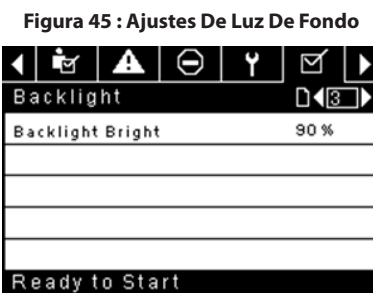 Figura 45 : Ajustes De Luz De Fondo
Backlight 3
Backlight Bright 90 %
Ready to Start